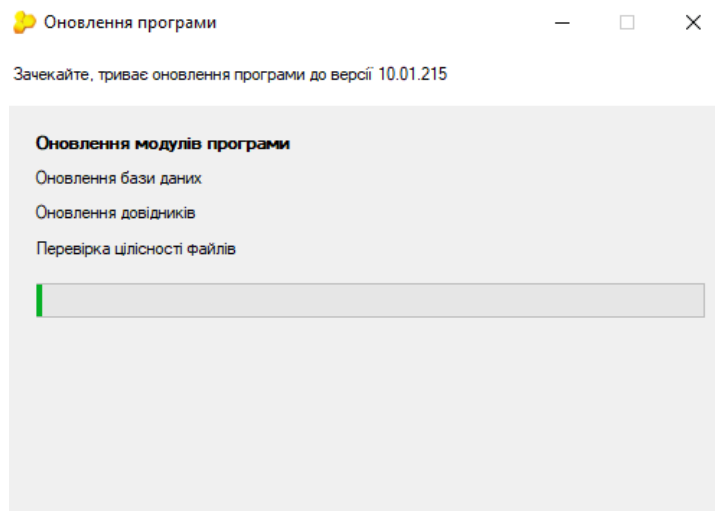 Оновлення програми
Зачекайте, триває оновлення програми до версії 10.01.215
Оновлення модулів програми
Оновлення бази даних
Оновлення довідників
Перевірка цілісності файлів